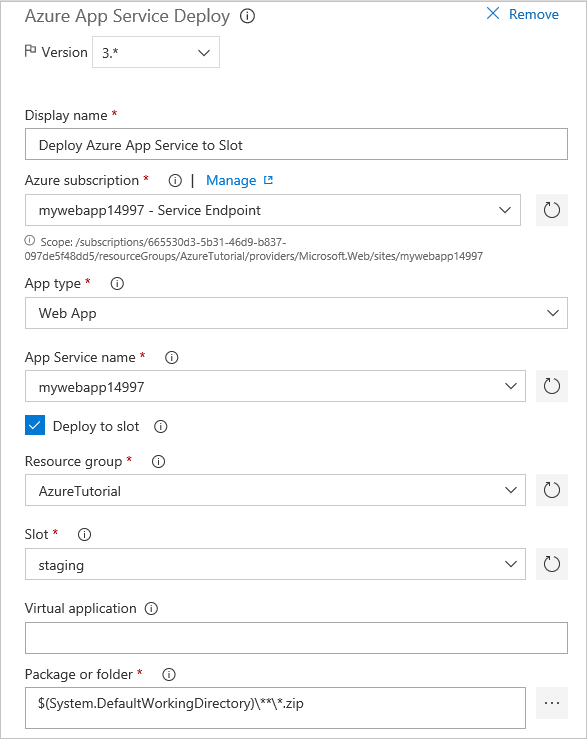 Azure App Service Deploy
Remove
Version 3.*
Display name *
Deploy Azure App Service to Slot
Azure subscription * | Manage
mywebapp14997 - Service Endpoint
Scope: /subscriptions/665530d3-5b31-46d9-b837-
097de5f48dd5/resourceGroups/AzureTutorial/providers/Microsoft.Web/sites/mywebapp14997
App type *
Web App
App Service name *
mywebapp14997
Deploy to slot
Resource group *
AzureTutorial
Slot *
staging
Virtual application
Package or folder *
$(System.DefaultWorkingDirectory)\**\*.zip
...